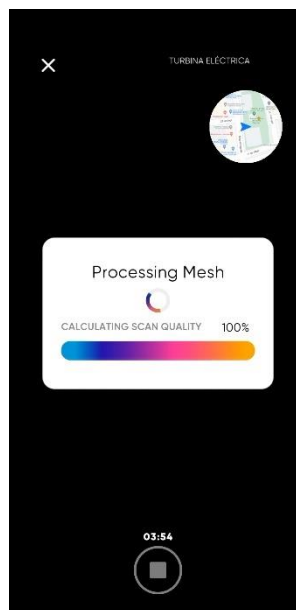 TURBINA ELÉCTRICA
Processing Mesh
CALCULATING SCAN QUALITY 100%
03:54